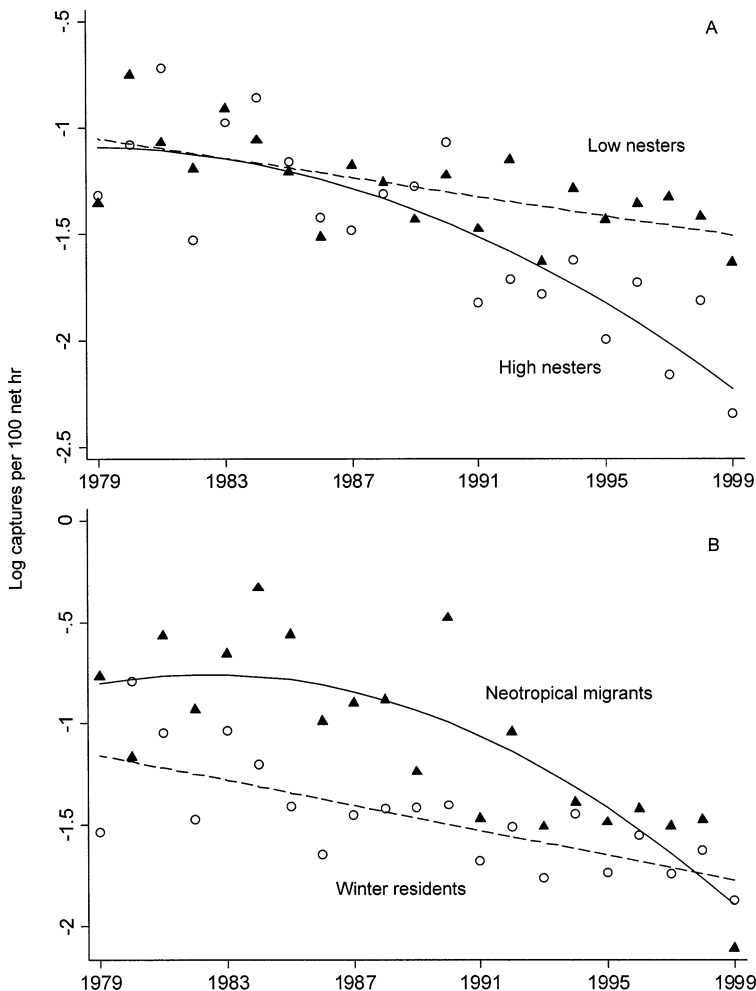 -.5
A
-1
Low nesters
-1.5
-2
High nesters
-2.5
1979 1983 1987 1991 1995 1999
Log captures per 100 net hr
0
B
-.5
Neotropical migrants
-1
-1.5
Winter residents
-2
1979 1983 1987 1991 1995 1999